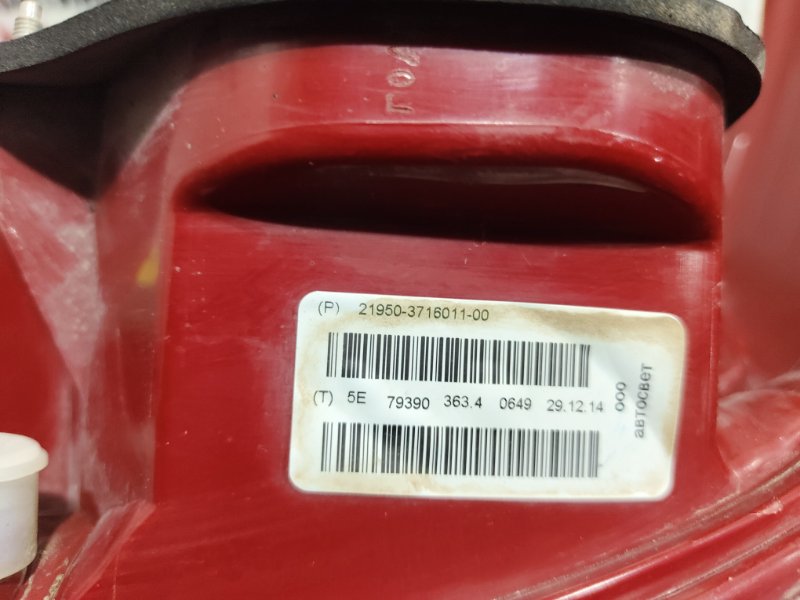 (P) 21950-3716011-00
(T) 5E 79390 363.4 0649 29.12.14
ООО
автосвет